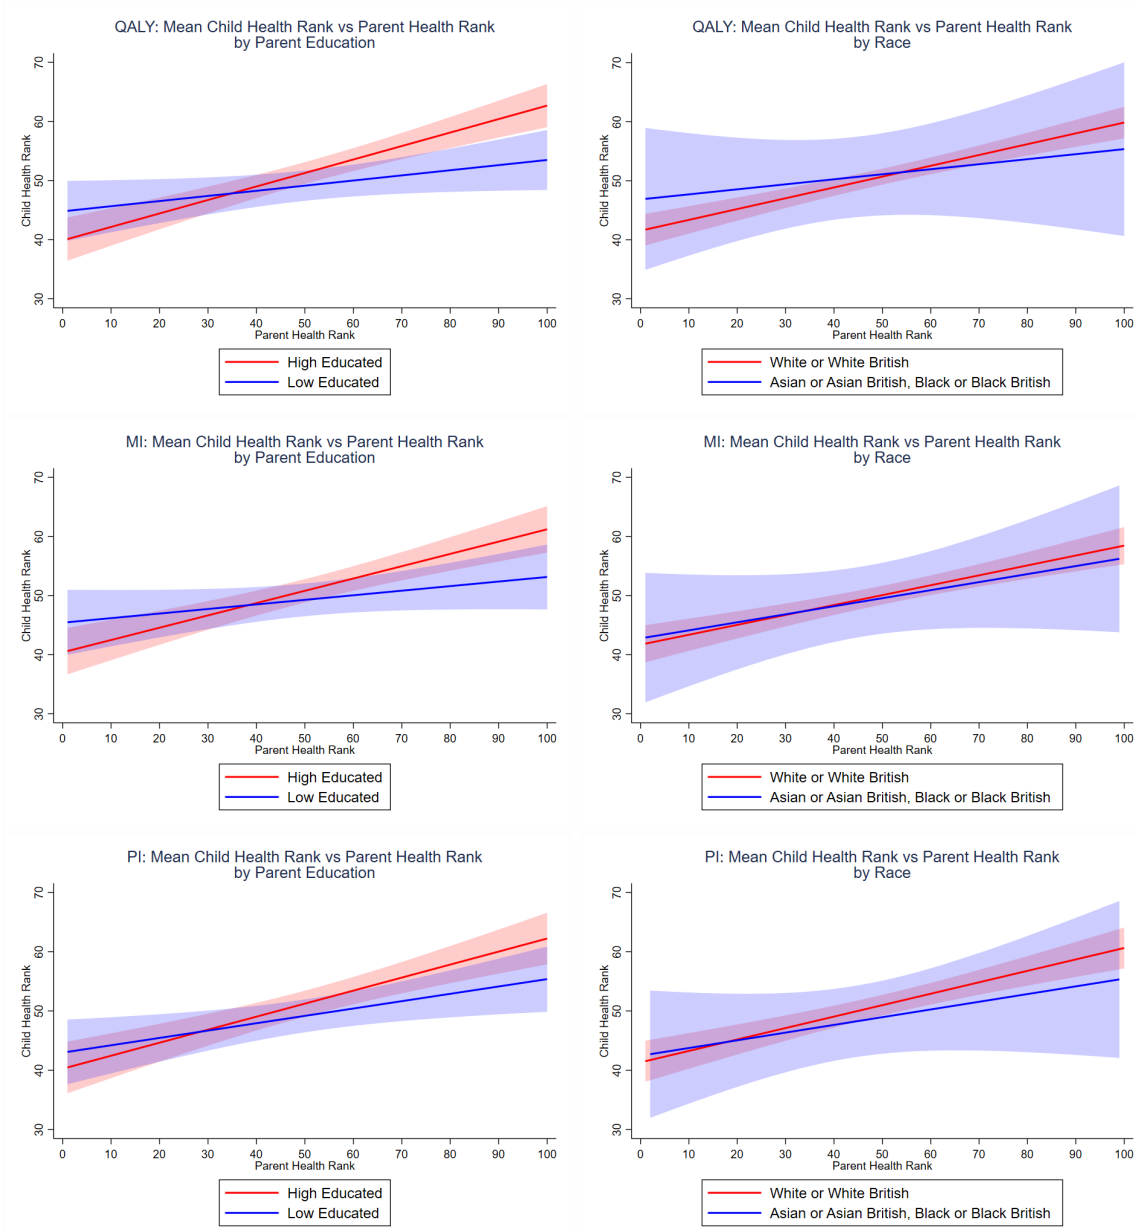 QALY: Mean Child Health Rank vs Parent Health Rank
by Parent Education
Child Health Rank
70
60
50
40
30
0 10 20 30 40 50 60 70 80 90 100
Parent Health Rank
High Educated
Low Educated
QALY: Mean Child Health Rank vs Parent Health Rank
by Race
Child Health Rank
70
60
50
40
30
0 10 20 30 40 50 60 70 80 90 100
Parent Health Rank
White or White British
Asian or Asian British, Black or Black British
MI: Mean Child Health Rank vs Parent Health Rank
by Parent Education
Child Health Rank
70
60
50
40
30
0 10 20 30 40 50 60 70 80 90 100
Parent Health Rank
High Educated
Low Educated
MI: Mean Child Health Rank vs Parent Health Rank
by Race
Child Health Rank
70
60
50
40
30
0 10 20 30 40 50 60 70 80 90 100
Parent Health Rank
White or White British
Asian or Asian British, Black or Black British
PI: Mean Child Health Rank vs Parent Health Rank
by Parent Education
Child Health Rank
70
60
50
40
30
0 10 20 30 40 50 60 70 80 90 100
Parent Health Rank
High Educated
Low Educated
PI: Mean Child Health Rank vs Parent Health Rank
by Race
Child Health Rank
70
60
50
40
30
0 10 20 30 40 50 60 70 80 90 100
Parent Health Rank
White or White British
Asian or Asian British, Black or Black British